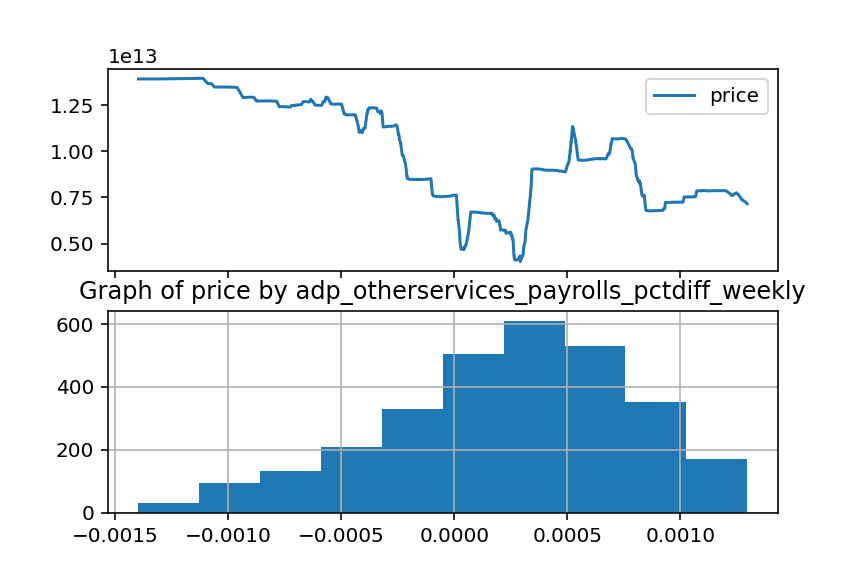 1e13
1.25
1.00
0.75
0.50
price
Graph of price by adp_otherservices_payrolls_pctdiff_weekly
600
400
200
0
−0.0015 −0.0010 −0.0005 0.0000 0.0005 0.0010